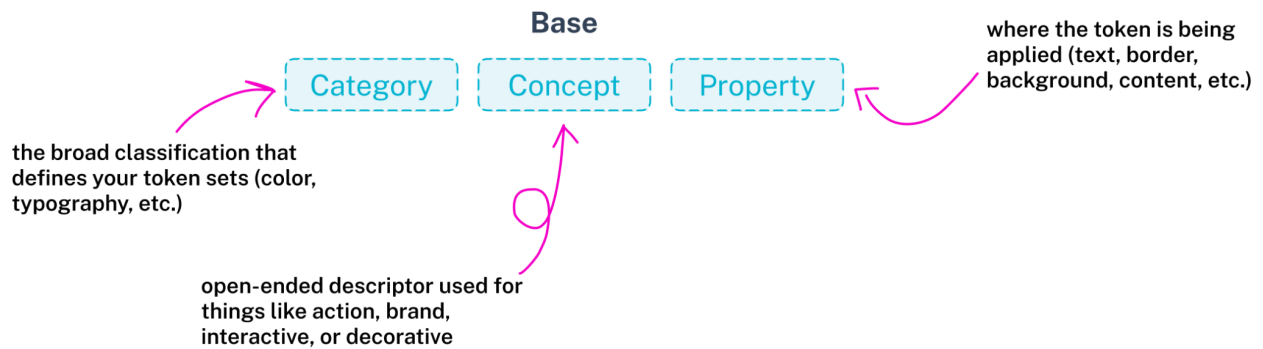 Base
Category
Concept
Property
where the token is being
applied (text, border,
background, content, etc.)
the broad classification that
defines your token sets (color,
typography, etc.)
open-ended descriptor used for
things like action, brand,
interactive, or decorative